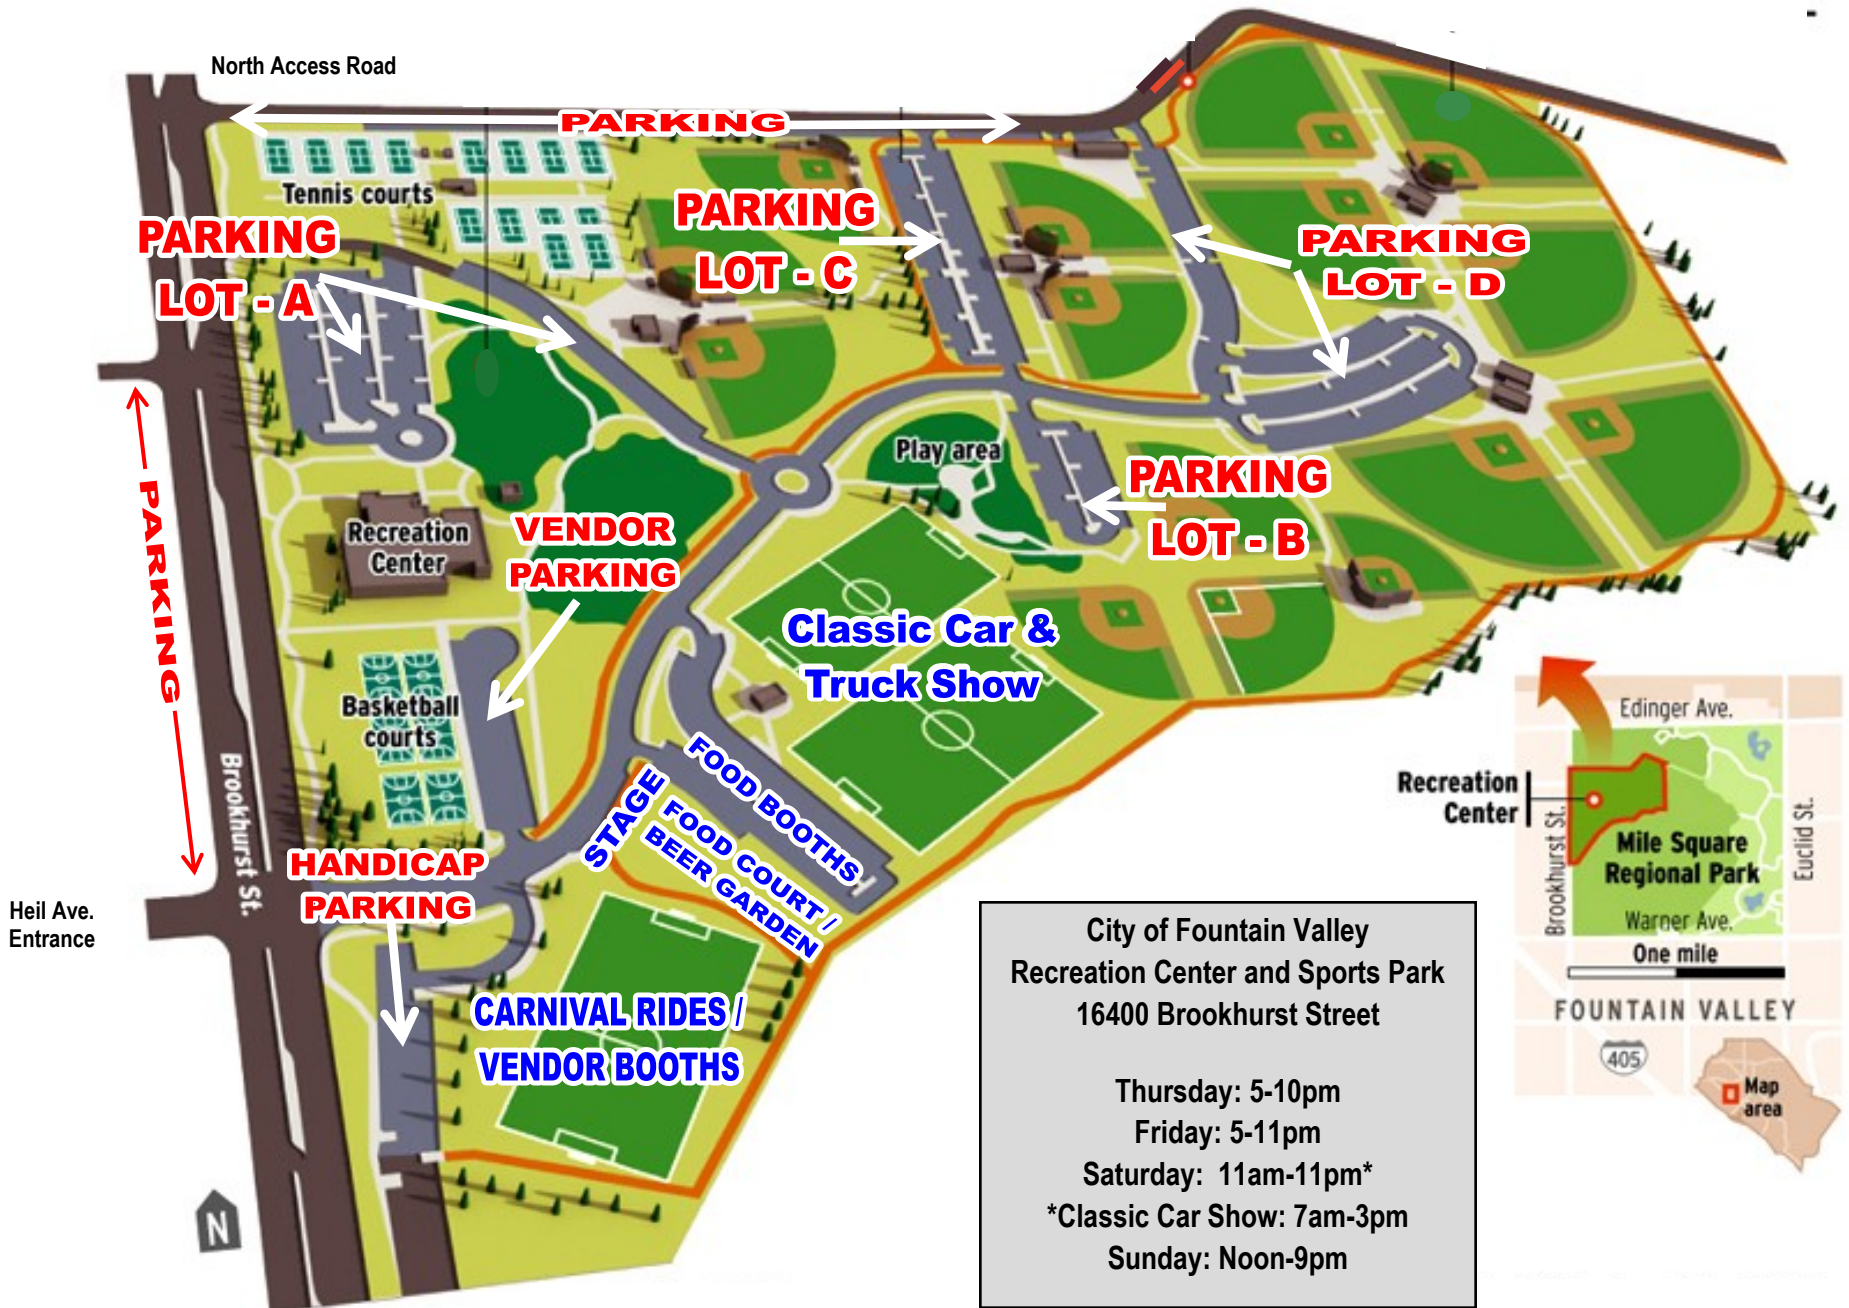 North Access Road
PARKING
Tennis courts
PARKING
LOT - A
PARKING
LOT - C
PARKING
LOT - D
Play area
PARKING
LOT - B
PARKING
Recreation
Center
VENDOR
PARKING
Classic Car &
Truck Show
Basketball
courts
Brookhurst St.
FOOD BOOTHS
STAGE
FOOD COURT /
BEER GARDEN
HANDICAP
PARKING
Heil Ave.
Entrance
CARNIVAL RIDES /
VENDOR BOOTHS
N
City of Fountain Valley
Recreation Center and Sports Park
16400 Brookhurst Street
Thursday: 5-10pm
Friday: 5-11pm
Saturday: 11am-11pm*
*Classic Car Show: 7am-3pm
Sunday: Noon-9pm
Edinger Ave.
Recreation
Center
Brookhurst St.
Mile Square
Regional Park
Euclid St.
Warner Ave.
One mile
FOUNTAIN VALLEY
405
Map
area